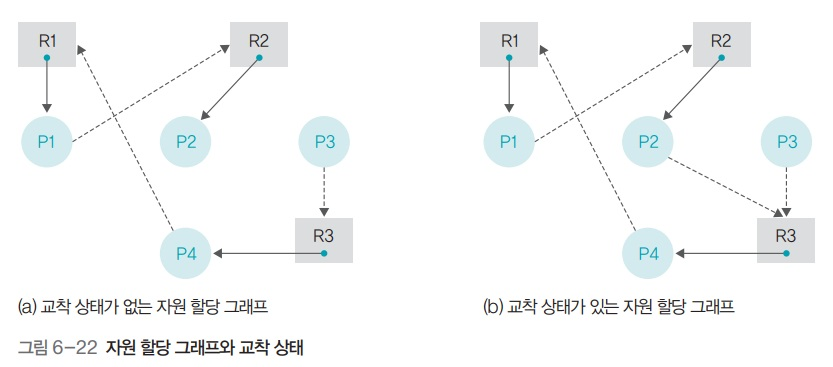 R1 R2 R1 R2
P1 P2 P3 P1 P2 P3
R3 R3
P4 P4
(a) 교착 상태가 없는 자원 할당 그래프 (b) 교착 상태가 있는 자원 할당 그래프
그림 6-22 자원 할당 그래프와 교착 상태